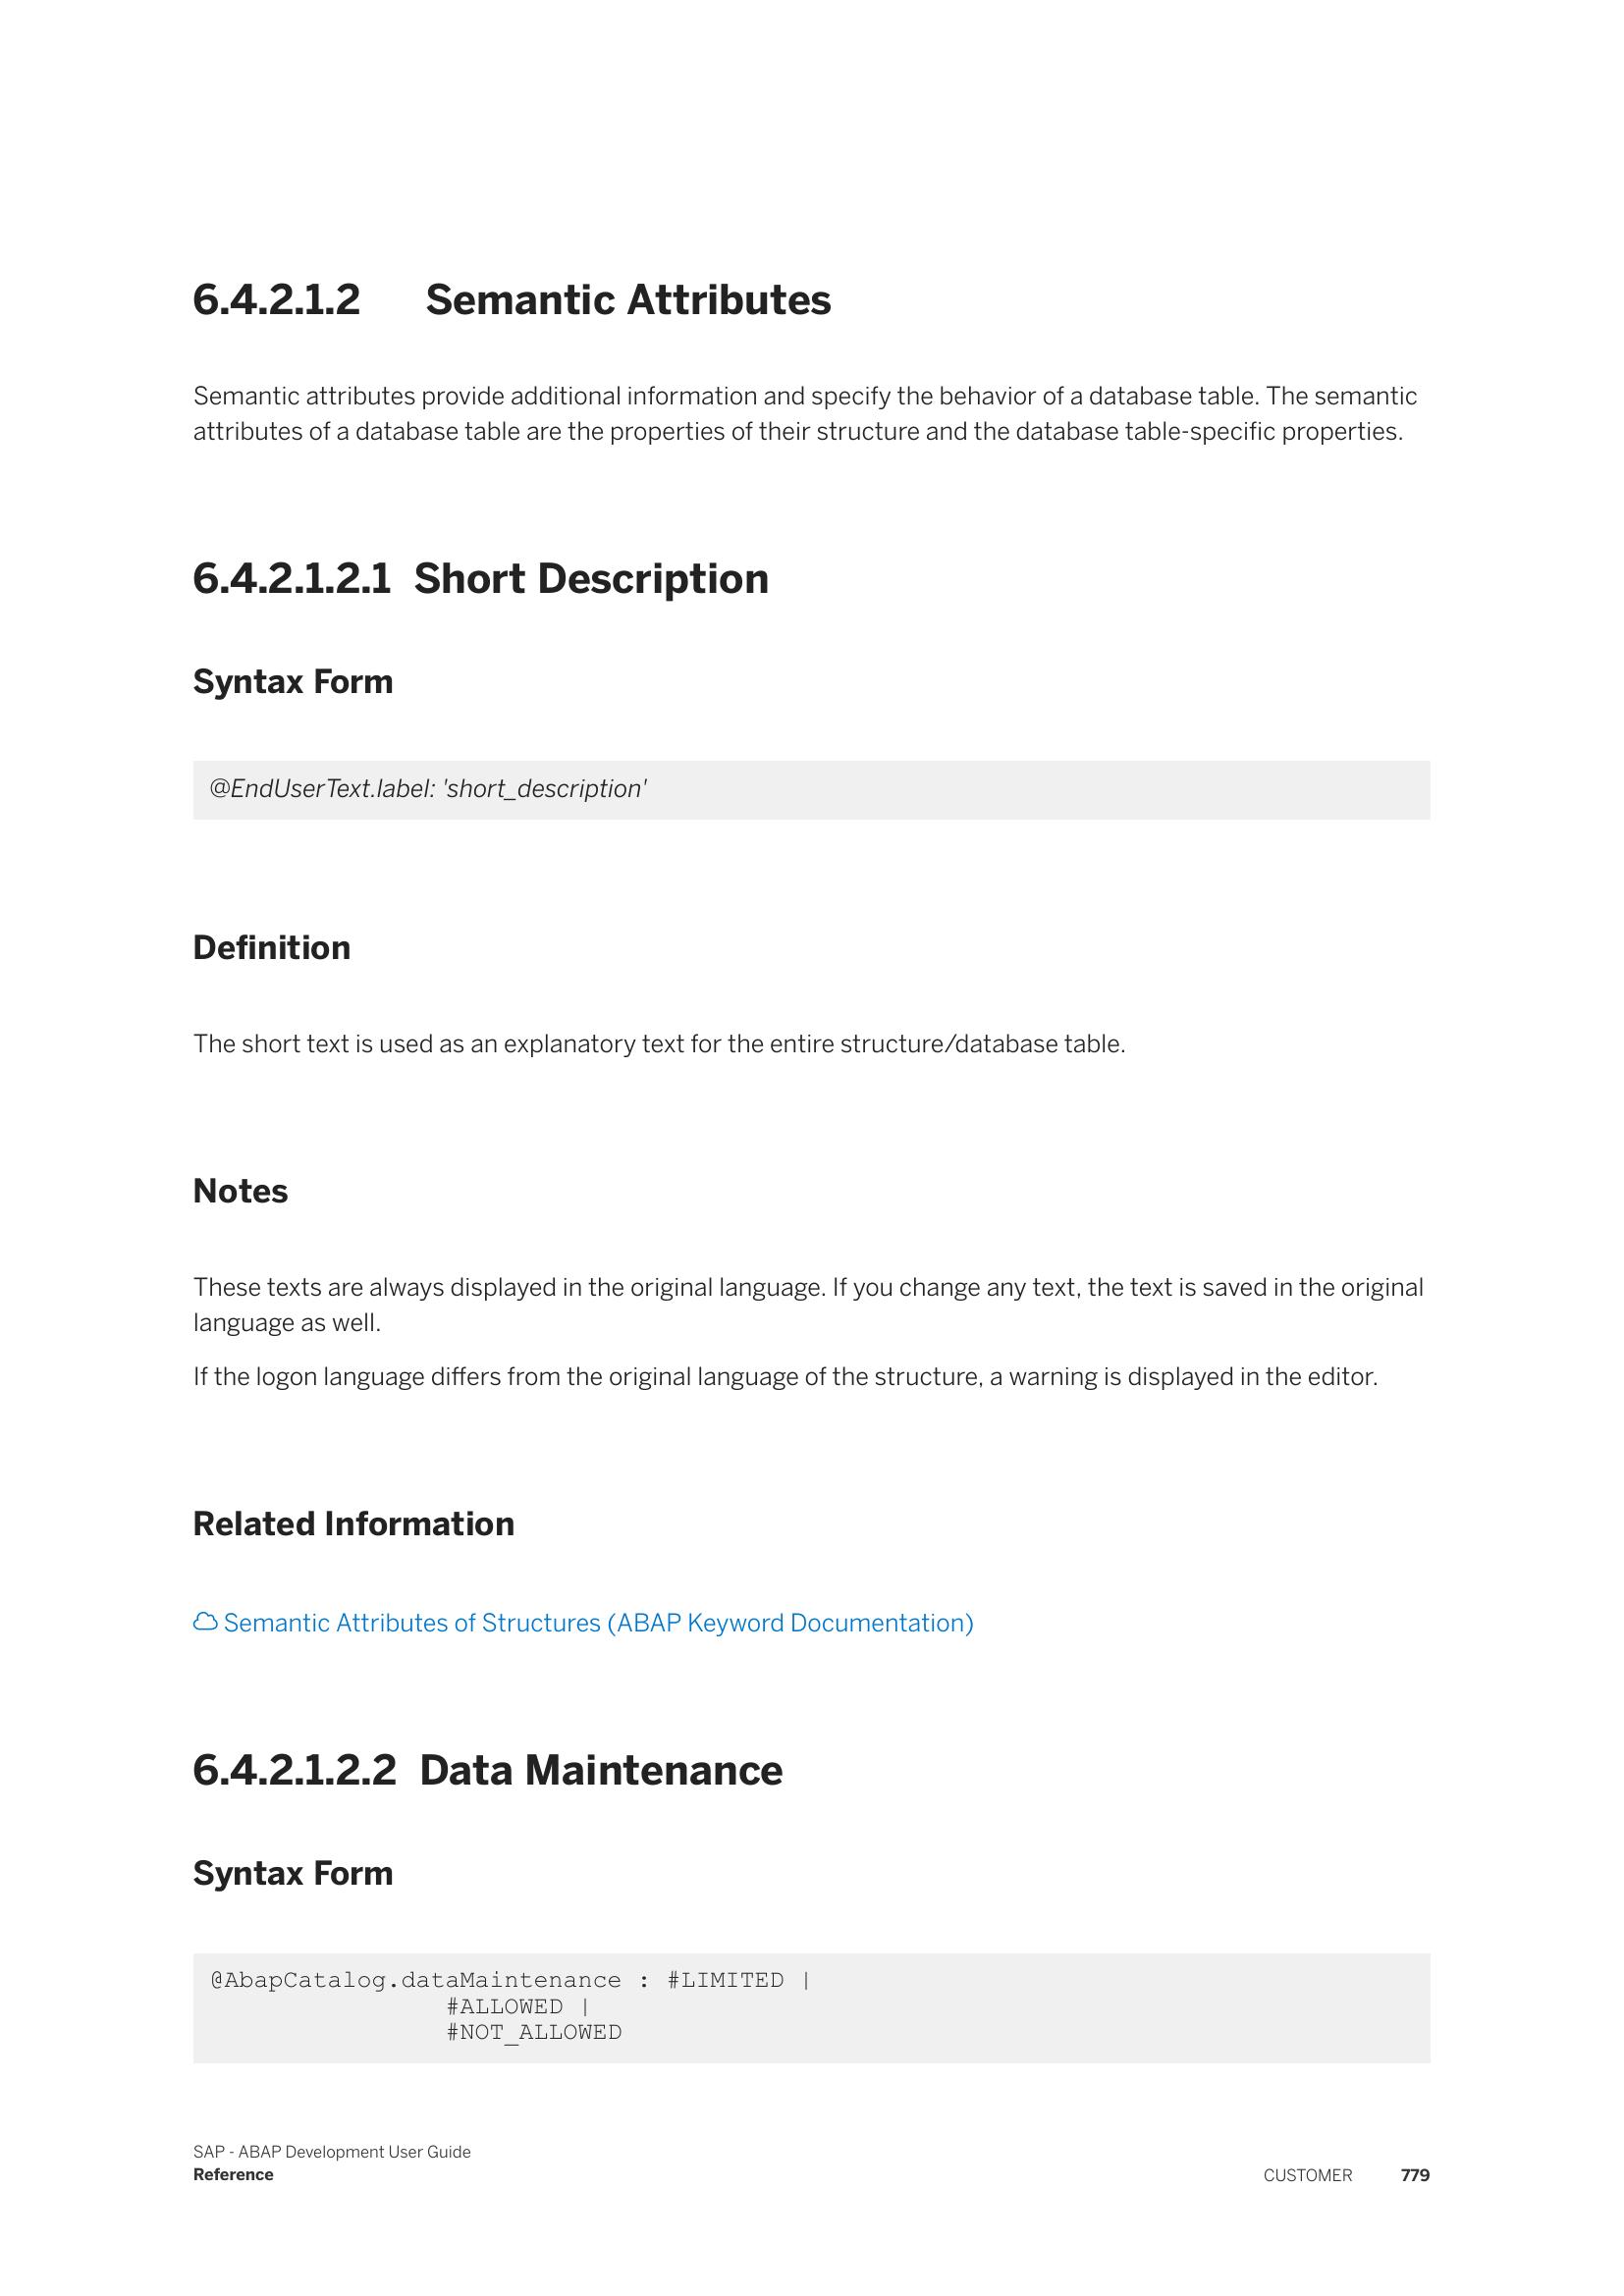 6.4.2.1.2 Semantic Attributes
Semantic attributes provide additional information and specify the behavior of a database table. The semantic
attributes of a database table are the properties of their structure and the database table-specific properties.
6.4.2.1.2.1 Short Description
Syntax Form
@EndUserText.label: 'short_description'
Definition
The short text is used as an explanatory text for the entire structure/database table.
Notes
These texts are always displayed in the original language. If you change any text, the text is saved in the original
language as well.
If the logon language differs from the original language of the structure, a warning is displayed in the editor.
Related Information
Semantic Attributes of Structures (ABAP Keyword Documentation)
6.4.2.1.2.2 Data Maintenance
Syntax Form
@AbapCatalog.dataMaintenance : #LIMITED |
#ALLOWED |
#NOT_ALLOWED
SAP - ABAP Development User Guide
Reference CUSTOMER 779